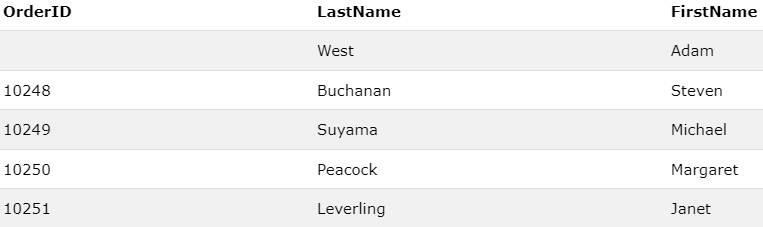 OrderID LastName FirstName
West Adam
10248 Buchanan Steven
10249 Suyama Michael
10250 Peacock Margaret
10251 Leverling Janet